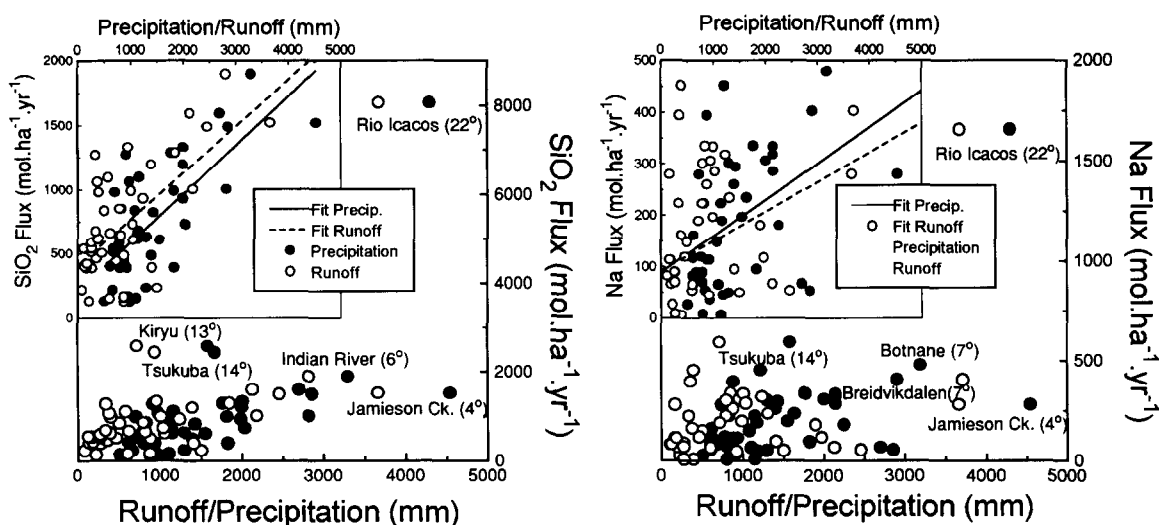 Precipitation/Runoff (mm)
0 1000 2000 3000 4000 5000
2000
1500
1000
500
0
SiO2 Flux (mol.ha-1.yr-1)
Fit Precip.
Fit Runoff
Precipitation
Runoff
Rio Icacos (22°)
8000
6000
4000
2000
0
SiO2 Flux (mol.ha-1.yr-1)
Kiryu (13°)
Tsukuba (14°)
Indian River (6°)
Jamieson Ck. (4°)
0 1000 2000 3000 4000 5000
Runoff/Precipitation (mm)
Precipitation/Runoff (mm)
0 1000 2000 3000 4000 5000
500
400
300
200
100
0
Na Flux (mol.ha-1.yr-1)
Fit Precip.
Fit Runoff
Precipitation
Runoff
Rio Icacos (22°)
2000
1500
1000
500
0
Na Flux (mol.ha-1.yr-1)
Tsukuba (14°)
Botnane (7°)
Breidvikdalen (7°)
Jamieson Ck. (4°)
0 1000 2000 3000 4000 5000
Runoff/Precipitation (mm)